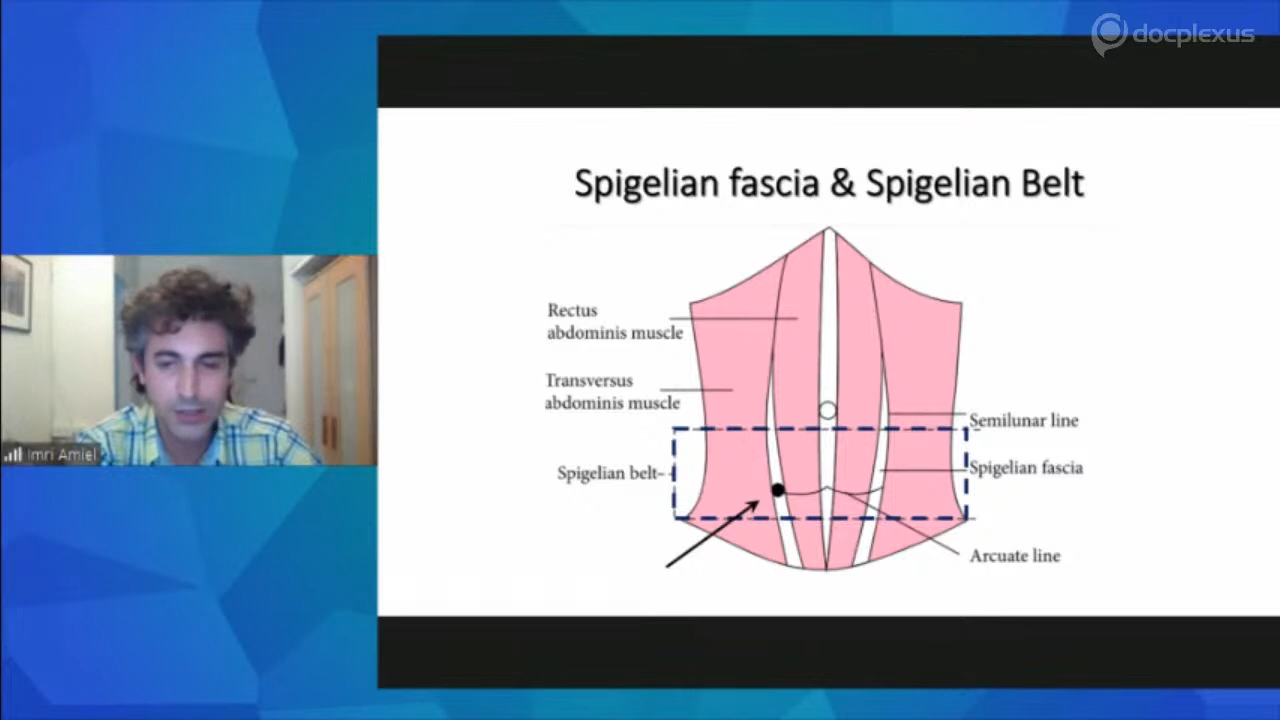 docplexus
Spigelian fascia & Spigelian Belt
Rectus
abdominis muscle
Transversus
abdominis muscle
Semilunar line
Spigelian belt
Spigelian fascia
Arcuate line
Imri Amiel